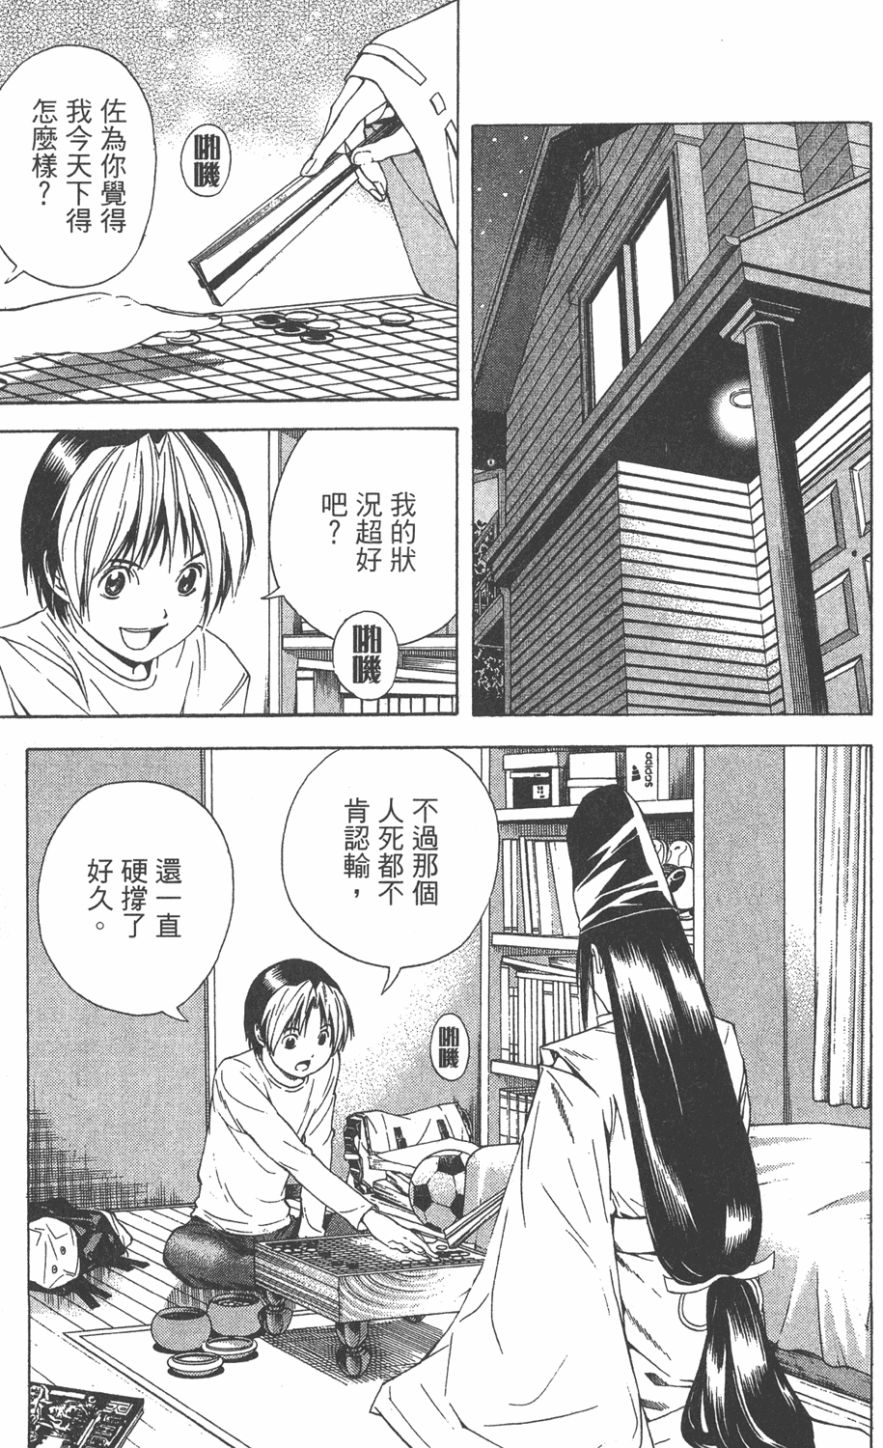 佐為你覺得
我今天下得
怎麼樣？
啪嘰
我的狀
況超好
吧？
啪嘰
不過那個
人死都不
肯認輸，
還一直
硬撐了
好久。
啪嘰
adidas